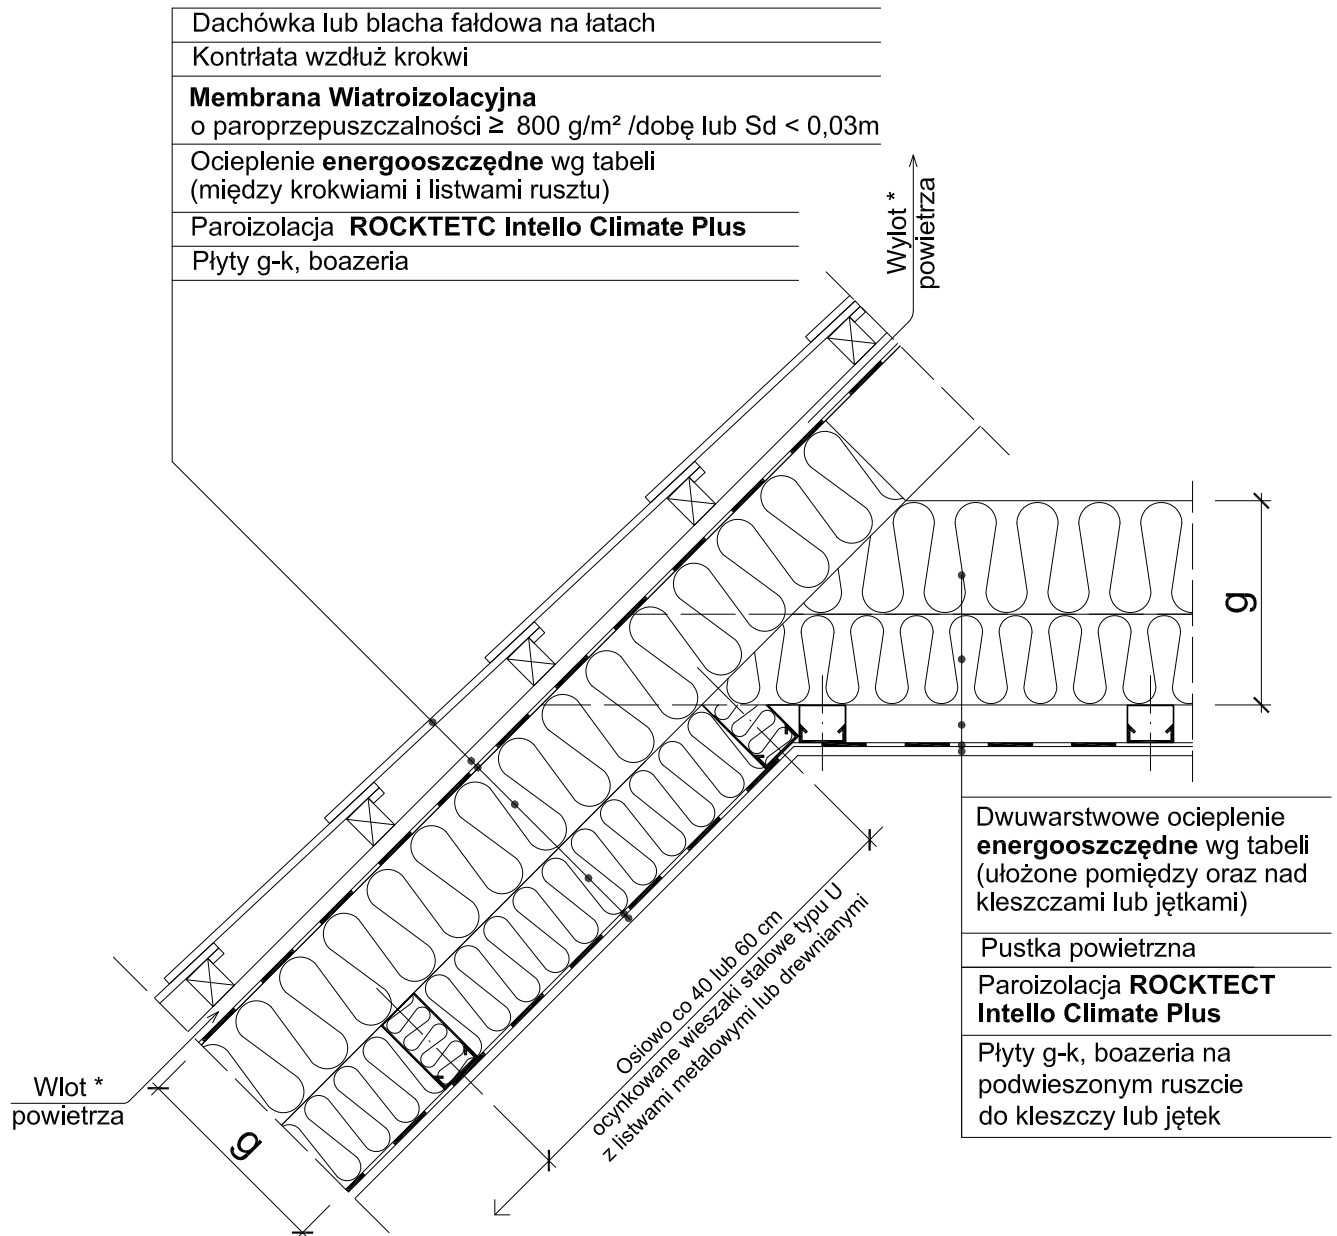 Dachówka lub blacha fałdowa na łatach
Kontrłata wzdłuż krokwi
Membrana Wiatroizolacyjna
o paroprzepuszczalności ≥ 800 g/m² /dobę lub Sd < 0,03m
Ocieplenie energooszczędne wg tabeli
(między krokwiami i listwami rusztu)
Paroizolacja ROCKTETC Intello Climate Plus
Płyty g-k, boazeria
Wylot *
powietrza
g
Dwuwarstwowe ocieplenie
energooszczędne wg tabeli
(ułożone pomiędzy oraz nad
kleszczami lub jętkami)
Pustka powietrzna
Paroizolacja ROCKTECT
Intello Climate Plus
Płyty g-k, boazeria na
podwieszonym ruszcie
do kleszczy lub jętek
Osiowo co 40 lub 60 cm
ocynkowane wieszaki stalowe typu U
z listwami metalowymi lub drewnianymi
Wlot *
powietrza
g